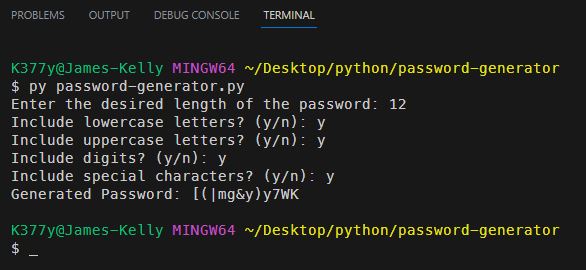 PROBLEMS OUTPUT DEBUG CONSOLE TERMINAL
K377y@James-Kelly MINGW64 ~/Desktop/python/password-generator
$ py password-generator.py
Enter the desired length of the password: 12
Include lowercase letters? (y/n): y
Include uppercase letters? (y/n): y
Include digits? (y/n): y
Include special characters? (y/n): y
Generated Password: [(|mg&y)y7WK
K377y@James-Kelly MINGW64 ~/Desktop/python/password-generator
$ _